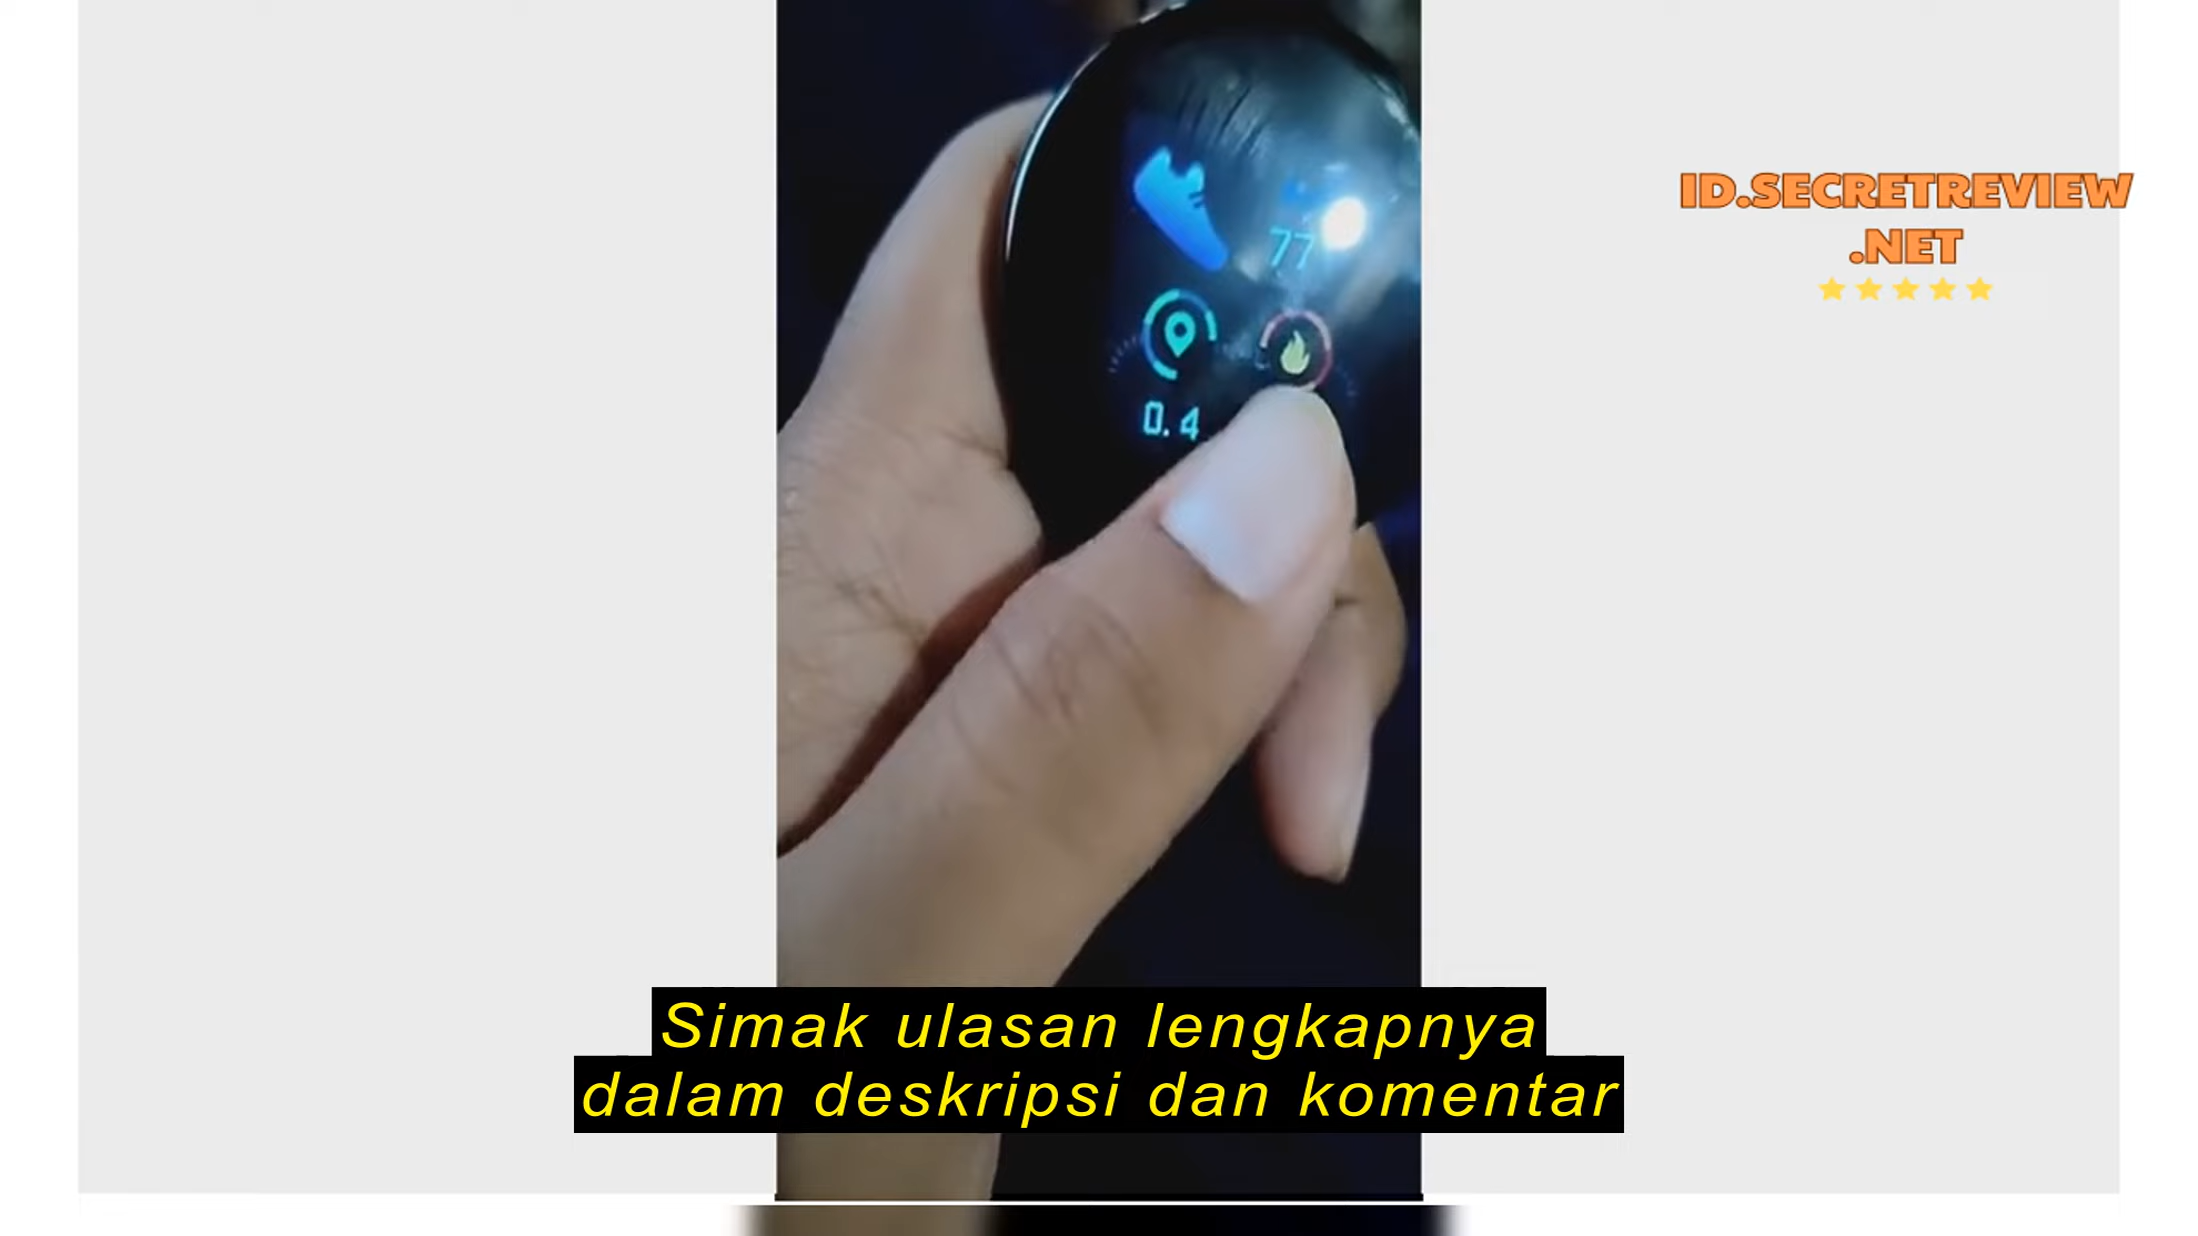 ID.SECRETREVIEW
.NET
77
0.4
Simak ulasan lengkapnya
dalam deskripsi dan komentar